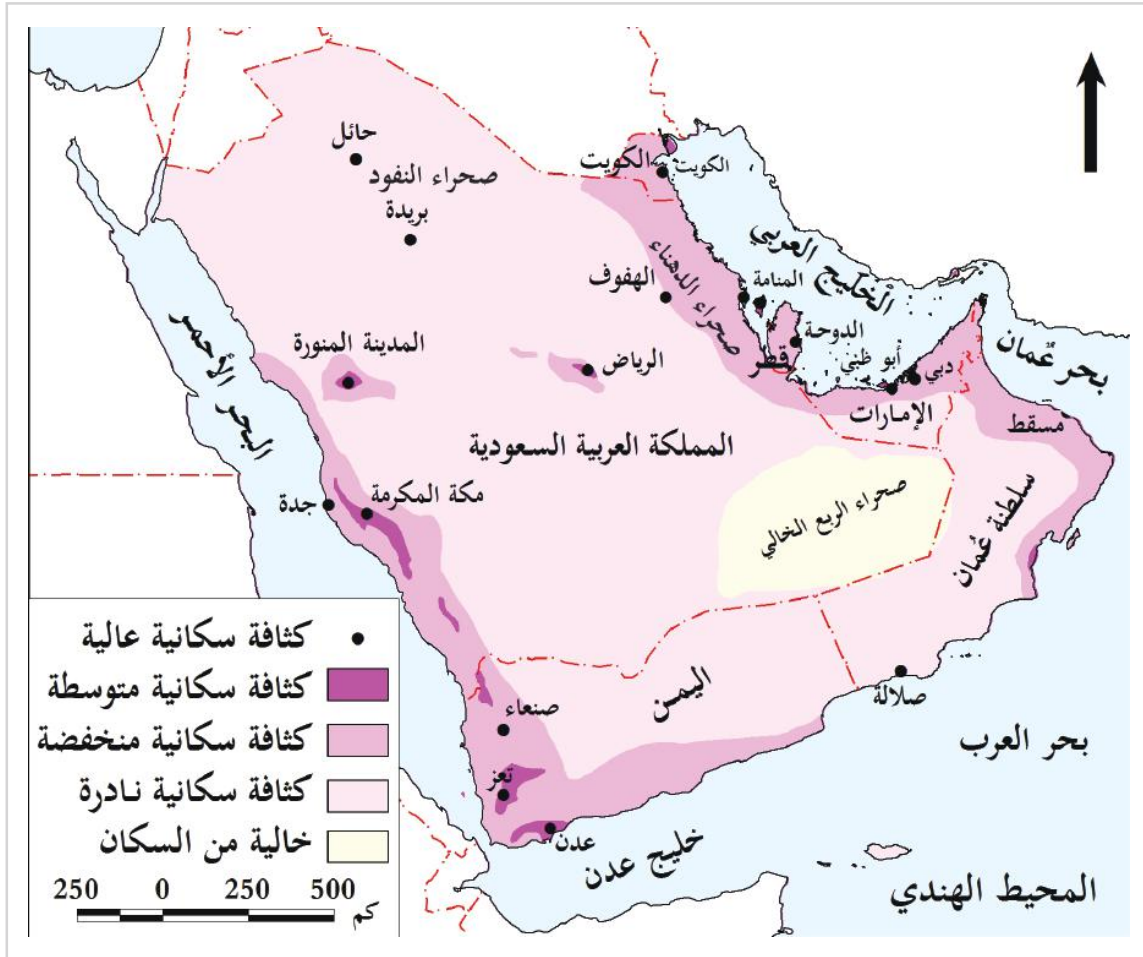 حائل
صحراء النفود
بريدة
الكويت
الكويت
الخليج العربي
صحراء الدهناء
الهفوف
المنامة
الدوحة
قطر
أبو ظبي
دبي
الإمارات
بحر عُمان
مسقط
البحر الأحمر
المدينة المنورة
الرياض
المملكة العربية السعودية
مكة المكرمة
جدة
صحراء الربع الخالي
سلطنة عُمان
اليمن
صنعاء
تعز
عدن
خليج عدن
صلالة
بحر العرب
المحيط الهندي
كثافة سكانية عالية
كثافة سكانية متوسطة
كثافة سكانية منخفضة
كثافة سكانية نادرة
خالية من السكان
250 0 250 500 كم